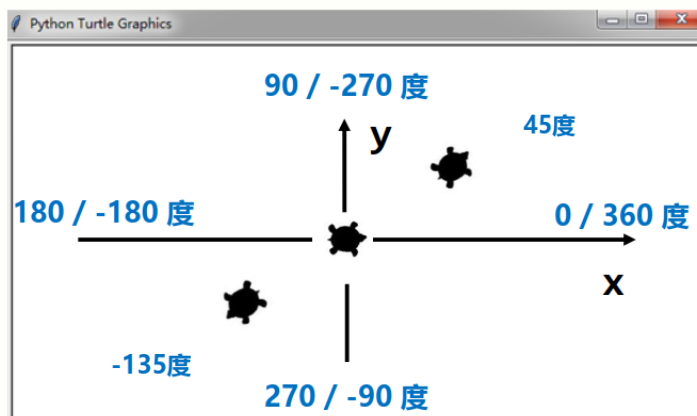 Python Turtle Graphics
90 / -270 度
y
45度
180 / -180 度
0 / 360 度
x
-135度
270 / -90 度